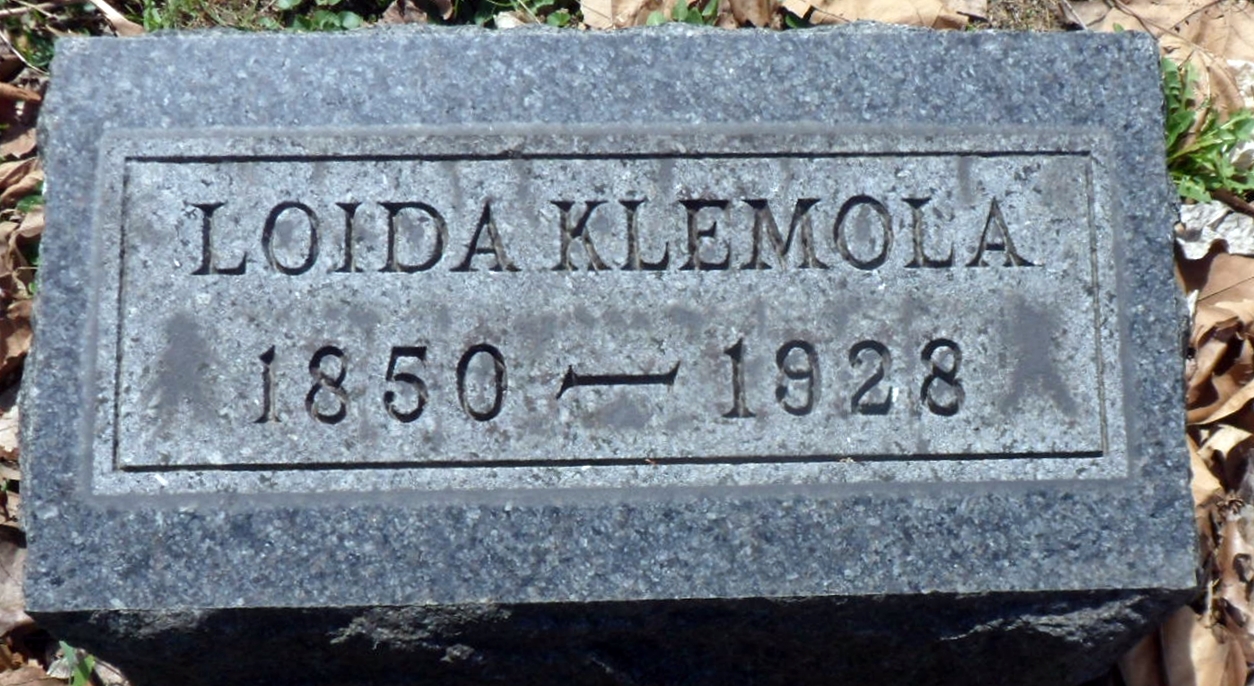 LOIDA KLEMOLA
1850 — 1928